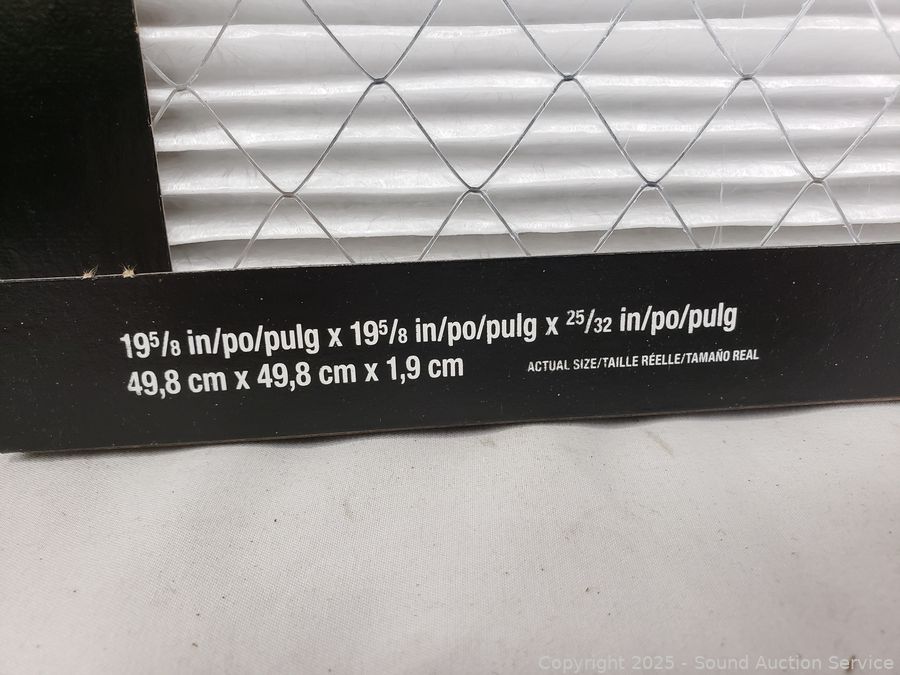 19⁵/₈ in/po/pulg x 19⁵/₈ in/po/pulg x ²⁵/₃₂ in/po/pulg
49,8 cm x 49,8 cm x 1,9 cm
ACTUAL SIZE/TAILLE RÉELLE/TAMAÑO REAL
Copyright © 2025 - Sound Auction Service